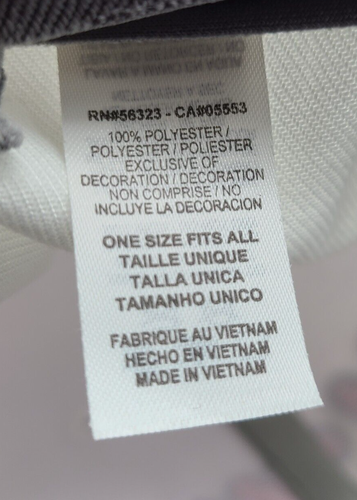 RN#56323 - CA#05553
100% POLYESTER /
POLYESTER / POLIESTER
EXCLUSIVE OF
DECORATION / DECORATION
NON COMPRISE / NO
INCLUYE LA DECORACION
ONE SIZE FITS ALL
TAILLE UNIQUE
TALLA UNICA
TAMANHO UNICO
FABRIQUE AU VIETNAM
HECHO EN VIETNAM
MADE IN VIETNAM